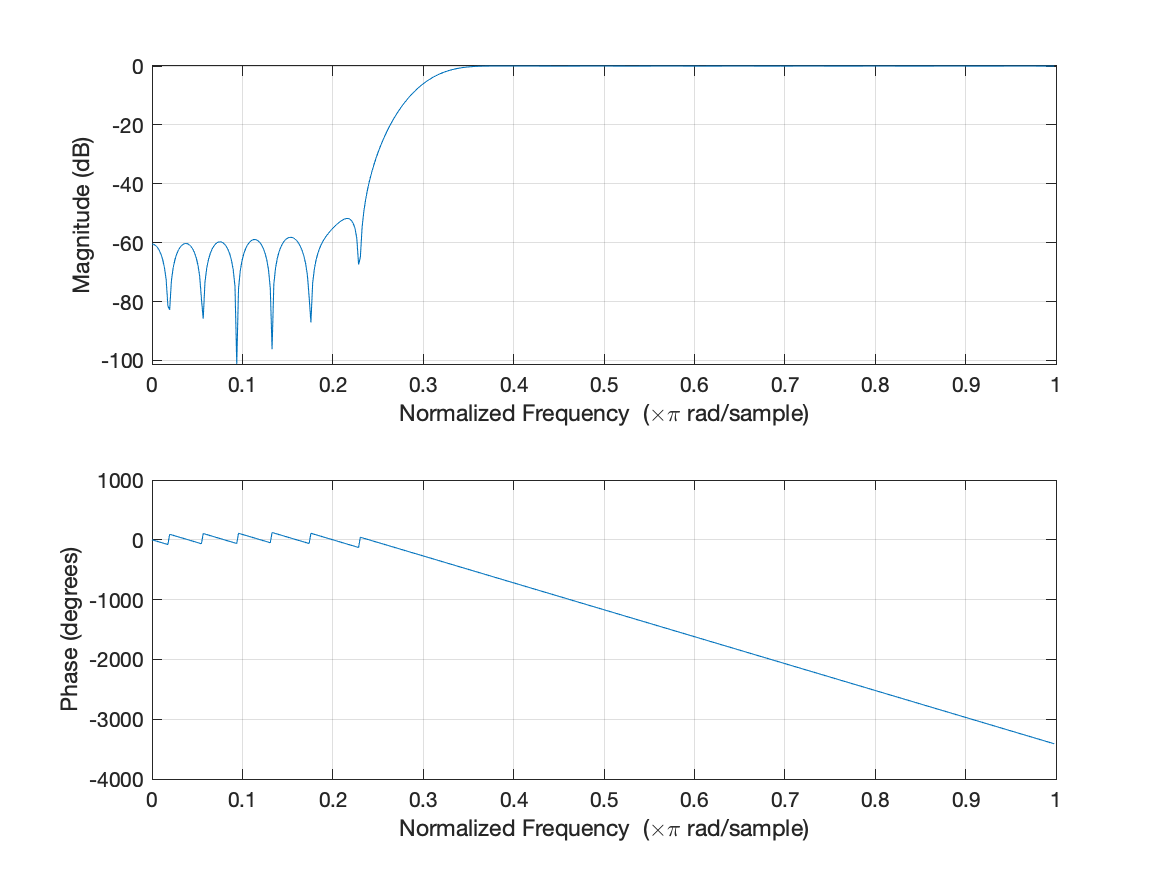 0
-20
-40
-60
-80
-100
Magnitude (dB)
0 0.1 0.2 0.3 0.4 0.5 0.6 0.7 0.8 0.9 1
Normalized Frequency (×π rad/sample)
1000
0
-1000
-2000
-3000
-4000
Phase (degrees)
0 0.1 0.2 0.3 0.4 0.5 0.6 0.7 0.8 0.9 1
Normalized Frequency (×π rad/sample)